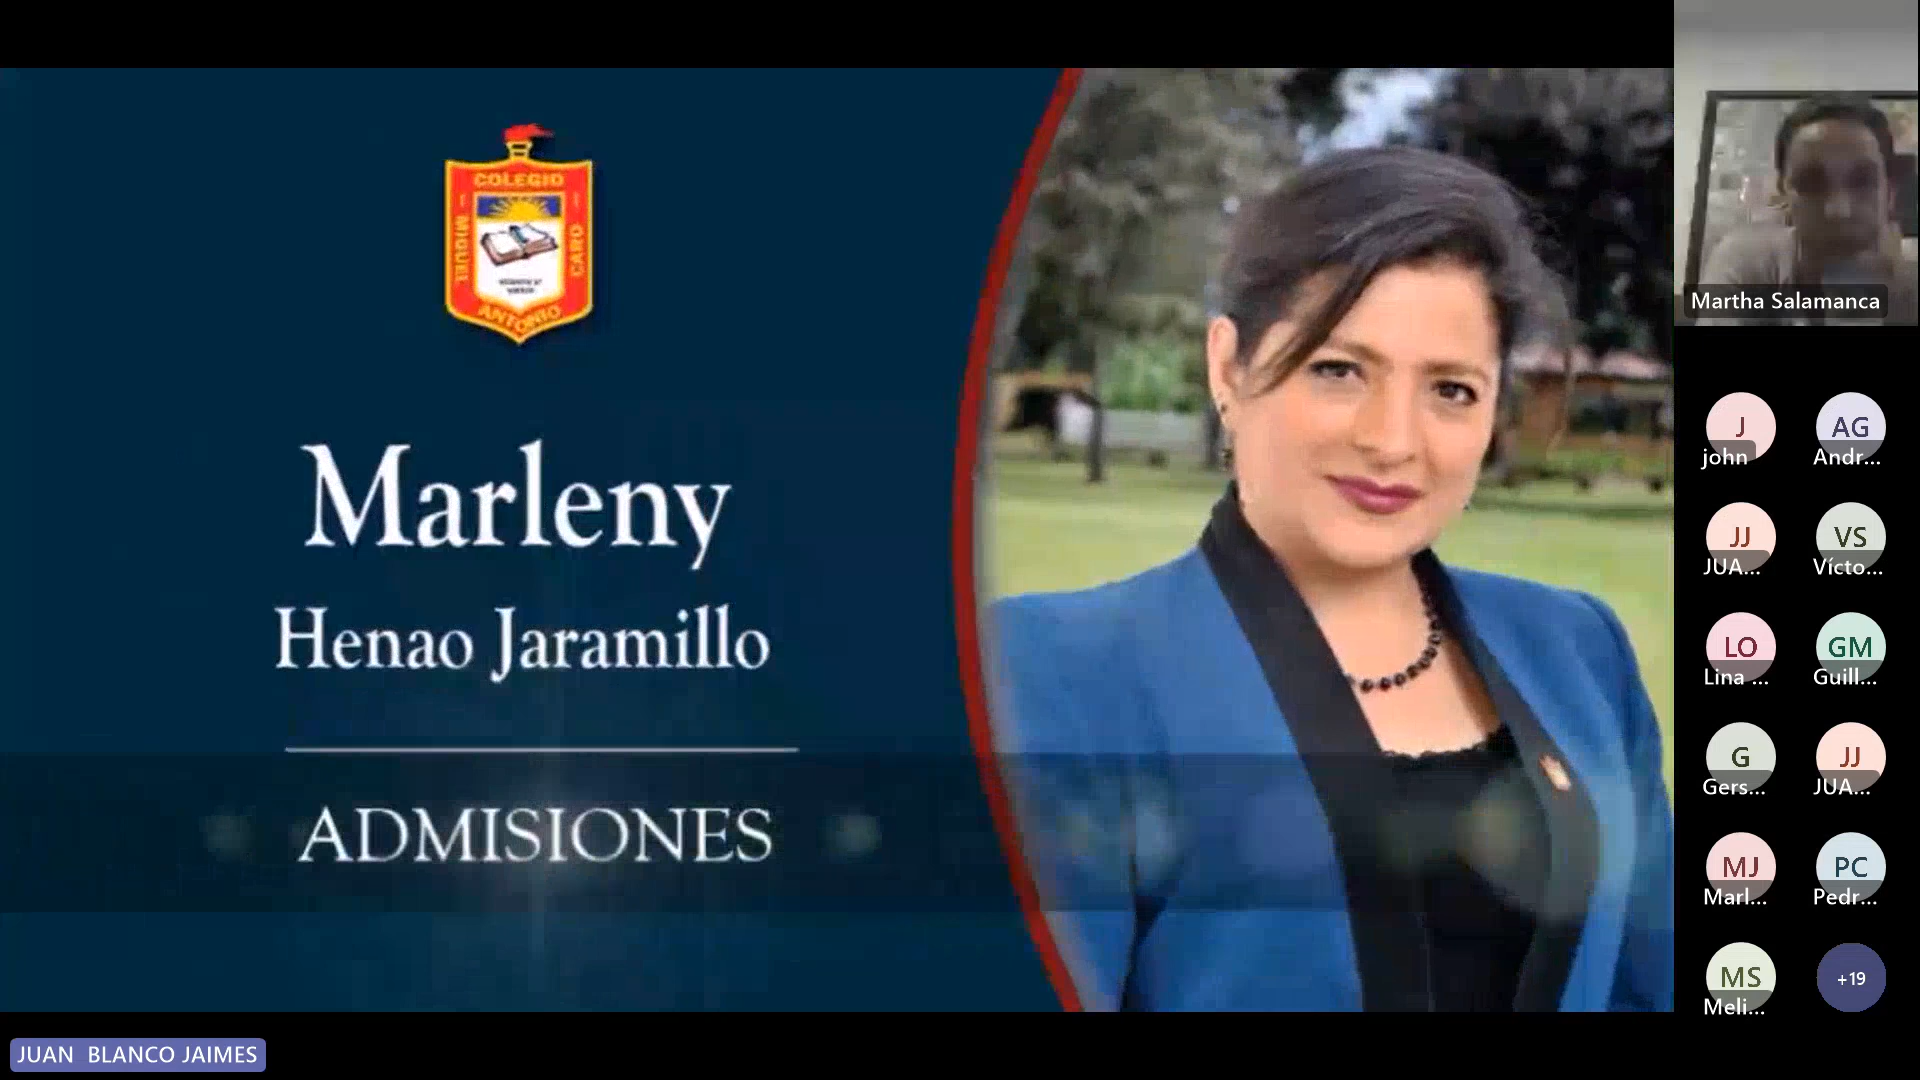 COLEGIO
MIGUEL
CARO
ANTONIO
Marleny
Henao Jaramillo
ADMISIONES
Martha Salamanca
J
john
AG
Andr...
JJ
JUA...
VS
Vícto...
LO
Lina ...
GM
Guill...
G
Gers...
JJ
JUA...
MJ
Marl...
PC
Pedr...
MS
Meli...
+19
JUAN BLANCO JAIMES